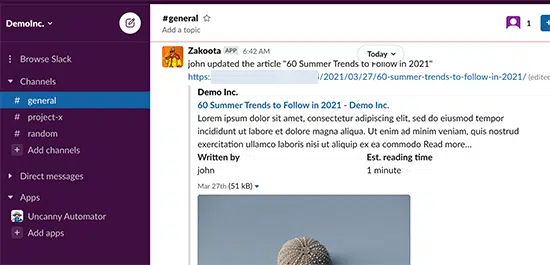 DemoInc.
Browse Slack
Channels
# general
# project-x
# random
Add channels
Direct messages
Apps
Uncanny Automator
Add apps
#general
Add a topic
1
Zakoota APP 6:42 AM
Today
john updated the article "60 Summer Trends to Follow in 2021"
https: /2021/03/27/60-summer-trends-to-follow-in-2021/ (edited
Demo Inc.
60 Summer Trends to Follow in 2021 - Demo Inc.
Lorem ipsum dolor sit amet, consectetur adipiscing elit, sed do eiusmod tempor
incididunt ut labore et dolore magna aliqua. Ut enim ad minim veniam, quis nostrud
exercitation ullamco laboris nisi ut aliquip ex ea commodo Read more...
Written by Est. reading time
john 1 minute
Mar 27th (51 kB)